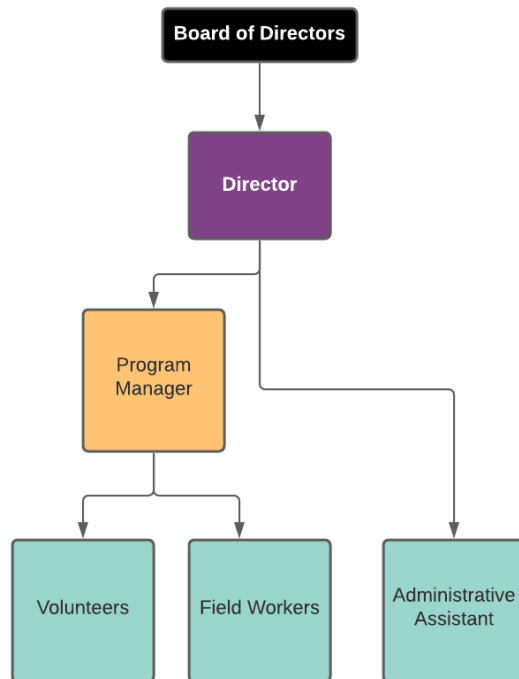 Board of Directors
Director
Program
Manager
Volunteers
Field Workers
Administrative
Assistant